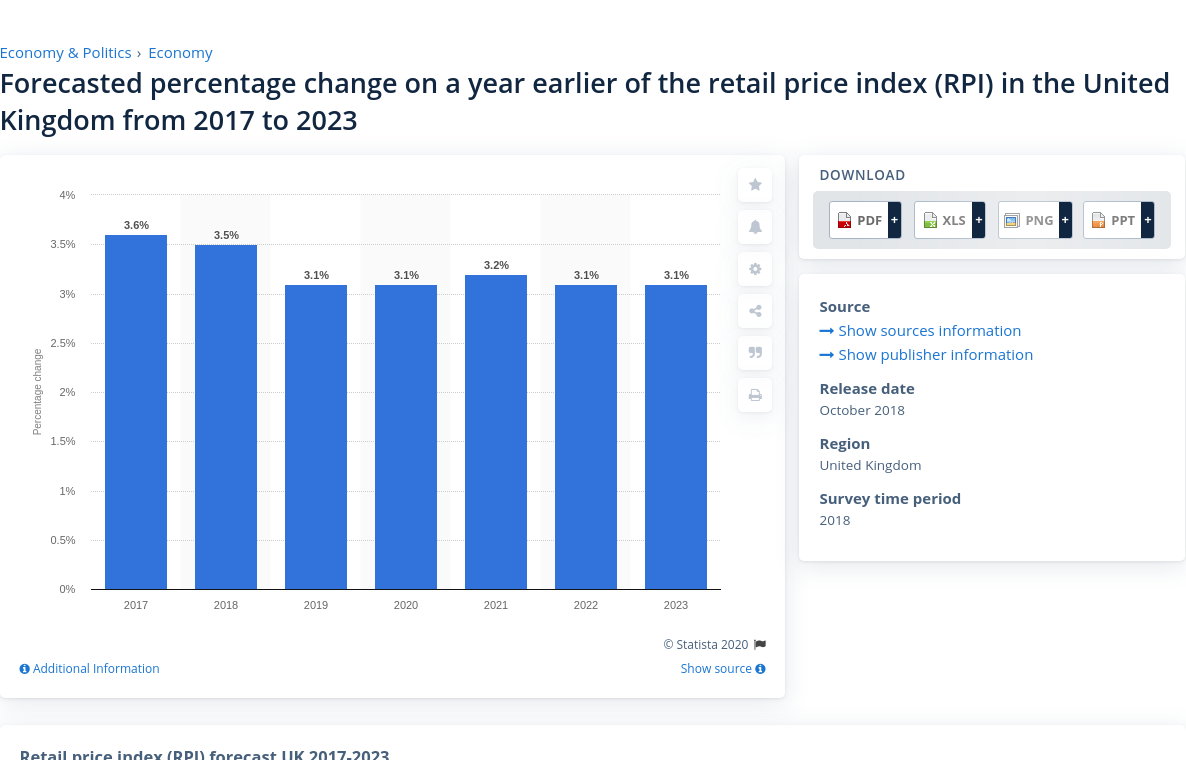 Economy & Politics › Economy
Forecasted percentage change on a year earlier of the retail price index (RPI) in the United
Kingdom from 2017 to 2023
4%
3.5%
3%
2.5%
2%
1.5%
1%
0.5%
0%
Percentage change
3.6%
3.5%
3.1%
3.1%
3.2%
3.1%
3.1%
2017
2018
2019
2020
2021
2022
2023
© Statista 2020
Additional Information
Show source
DOWNLOAD
PDF +
XLS +
PNG +
PPT +
Source
Show sources information
Show publisher information
Release date
October 2018
Region
United Kingdom
Survey time period
2018
Retail price index (RPI) forecast UK 2017-2023